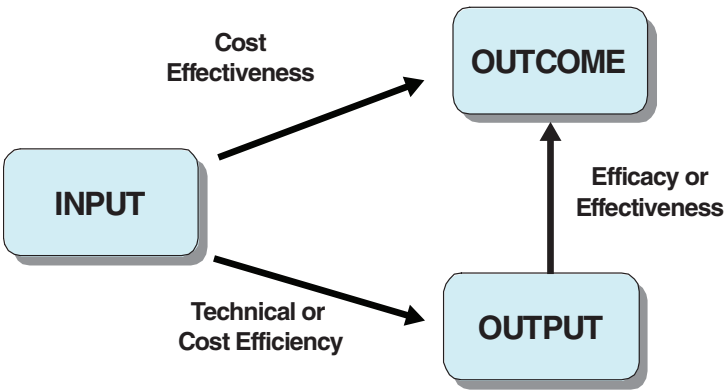 Cost
Effectiveness
OUTCOME
INPUT
Efficacy or
Effectiveness
Technical or
Cost Efficiency
OUTPUT